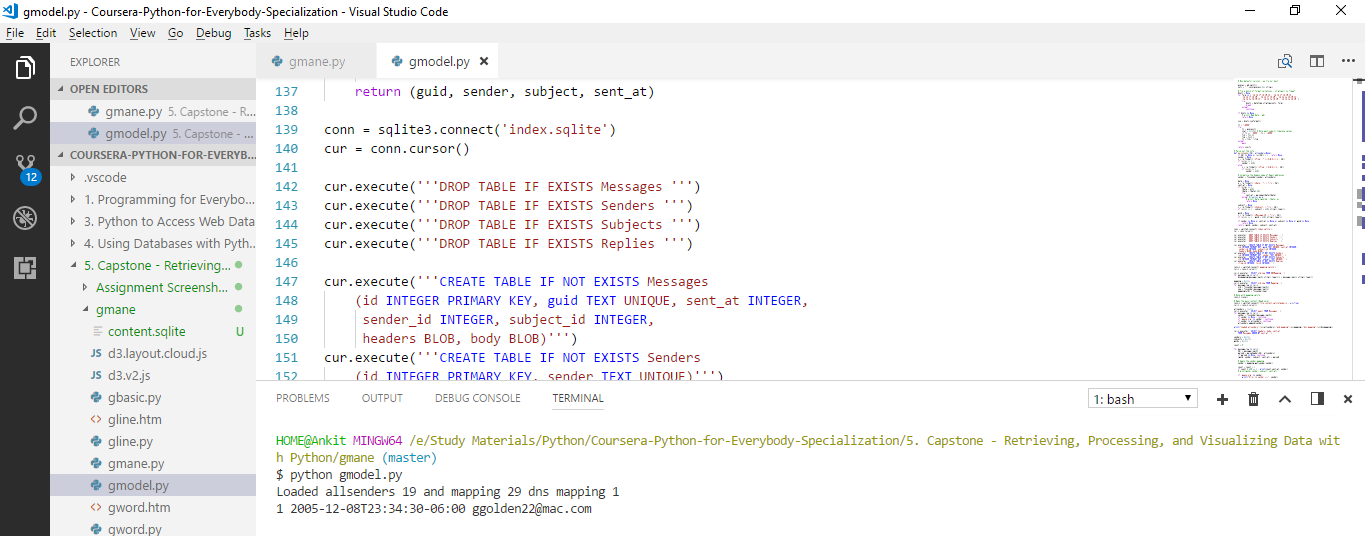 gmodel.py - Coursera-Python-for-Everybody-Specialization - Visual Studio Code
File Edit Selection View Go Debug Tasks Help
EXPLORER
OPEN EDITORS
gmane.py 5. Capstone - R...
gmodel.py 5. Capstone - ...
COURSERA-PYTHON-FOR-EVERYB...
.vscode
1. Programming for Everybo...
3. Python to Access Web Data
4. Using Databases with Pyth...
5. Capstone - Retrieving...
Assignment Screensh...
gmane
content.sqlite U
d3.layout.cloud.js
d3.v2.js
gbasic.py
gline.htm
gline.py
gmane.py
gmodel.py
gword.htm
gword.py
12
gmane.py gmodel.py
137 return (guid, sender, subject, sent_at)
138
139 conn = sqlite3.connect('index.sqlite')
140 cur = conn.cursor()
141
142 cur.execute('''DROP TABLE IF EXISTS Messages ''')
143 cur.execute('''DROP TABLE IF EXISTS Senders ''')
144 cur.execute('''DROP TABLE IF EXISTS Subjects ''')
145 cur.execute('''DROP TABLE IF EXISTS Replies ''')
146
147 cur.execute('''CREATE TABLE IF NOT EXISTS Messages
148 (id INTEGER PRIMARY KEY, guid TEXT UNIQUE, sent_at INTEGER,
149 sender_id INTEGER, subject_id INTEGER,
150 headers BLOB, body BLOB)''')
151 cur.execute('''CREATE TABLE IF NOT EXISTS Senders
152 (id INTEGER PRIMARY KEY, sender TEXT UNIQUE)''')
PROBLEMS OUTPUT DEBUG CONSOLE TERMINAL
1: bash
HOME@Ankit MINGW64 /e/Study Materials/Python/Coursera-Python-for-Everybody-Specialization/5. Capstone - Retrieving, Processing, and Visualizing Data wit
h Python/gmane (master)
$ python gmodel.py
Loaded allsenders 19 and mapping 29 dns mapping 1
1 2005-12-08T23:34:30-06:00 ggolden22@mac.com